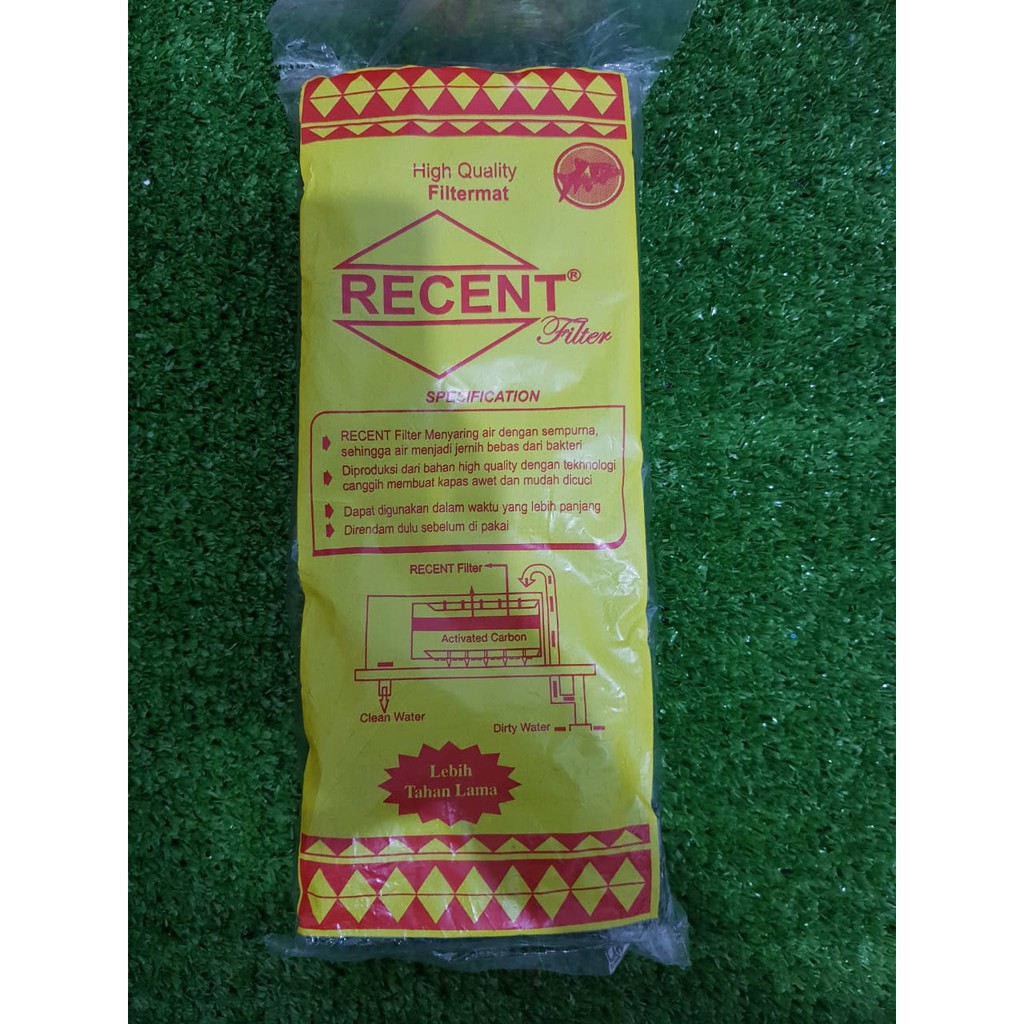 High Quality
Filtermat
RECENT®
Filter
SPESIFICATION
RECENT Filter Menyaring air dengan sempurna,
sehingga air menjadi jernih bebas dari bakteri
Diproduksi dari bahan high quality dengan tekhnologi
canggih membuat kapas awet dan mudah dicuci
Dapat digunakan dalam waktu yang lebih panjang
Direndam dulu sebelum di pakai
RECENT Filter
Activated Carbon
Clean Water
Dirty Water
Lebih
Tahan Lama